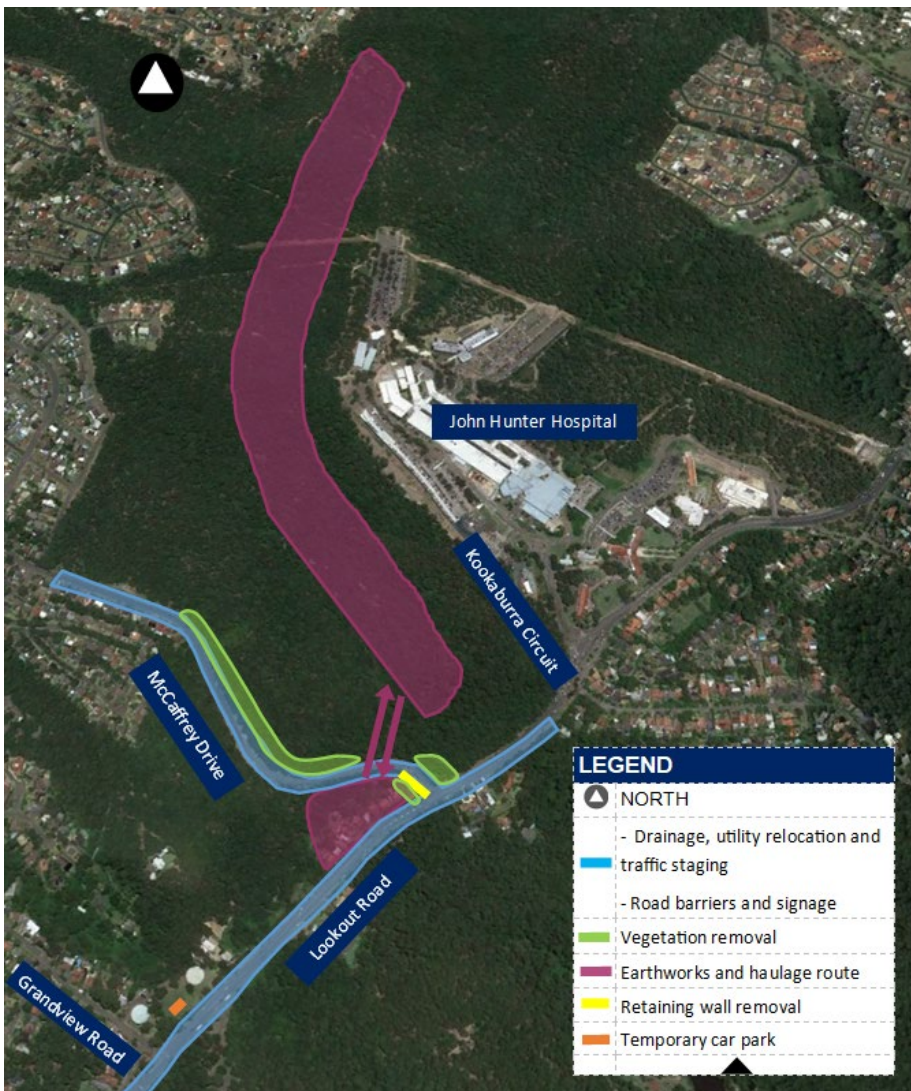 John Hunter Hospital
Kookaburra Circuit
McCaffrey Drive
Lookout Road
Grandview Road
LEGEND
NORTH
- Drainage, utility relocation and
traffic staging
- Road barriers and signage
Vegetation removal
Earthworks and haulage route
Retaining wall removal
Temporary car park